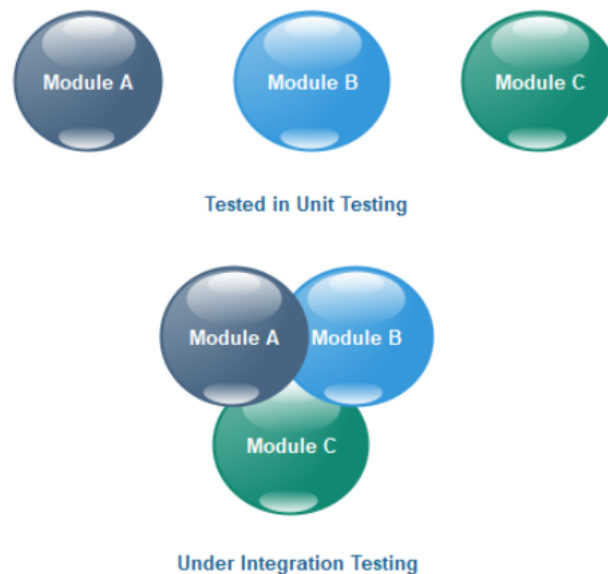 Module A
Module B
Module C
Tested in Unit Testing
Module A
Module B
Module C
Under Integration Testing